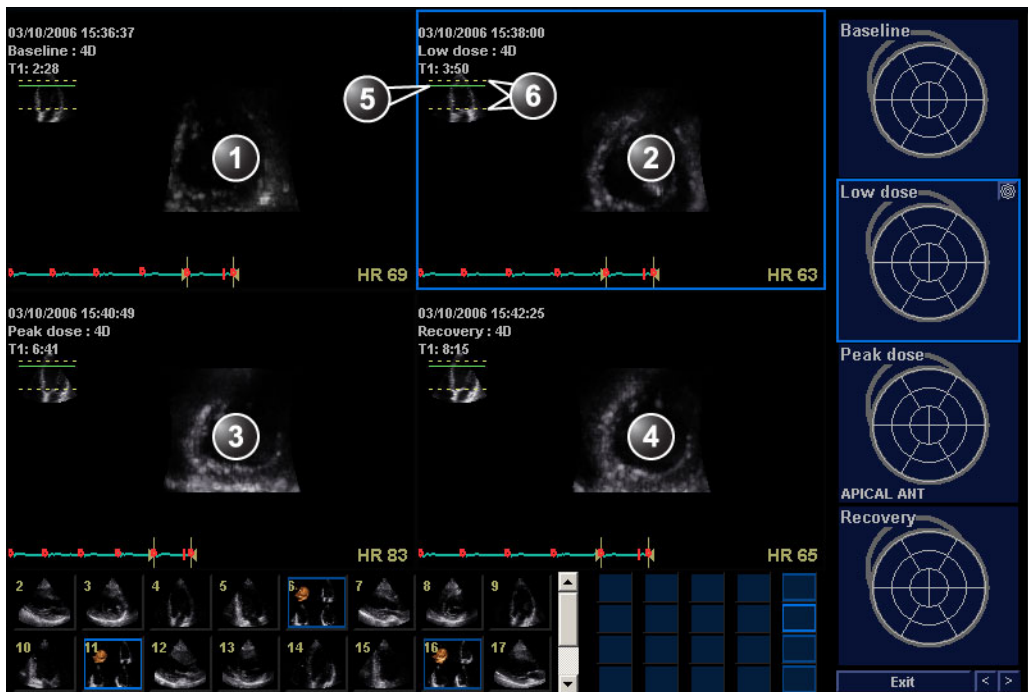 03/10/2006 15:36:37
Baseline : 4D
T1: 2:28
1
HR 69
03/10/2006 15:38:00
Low dose : 4D
T1: 3:50
5
6
2
HR 63
03/10/2006 15:40:49
Peak dose : 4D
T1: 6:41
3
HR 83
03/10/2006 15:42:25
Recovery : 4D
T1: 8:15
4
HR 65
2 3 4 5 6 7 8 9
10 11 12 13 14 15 16 17
Baseline
Low dose
Peak dose
APICAL ANT
Recovery
Exit < >